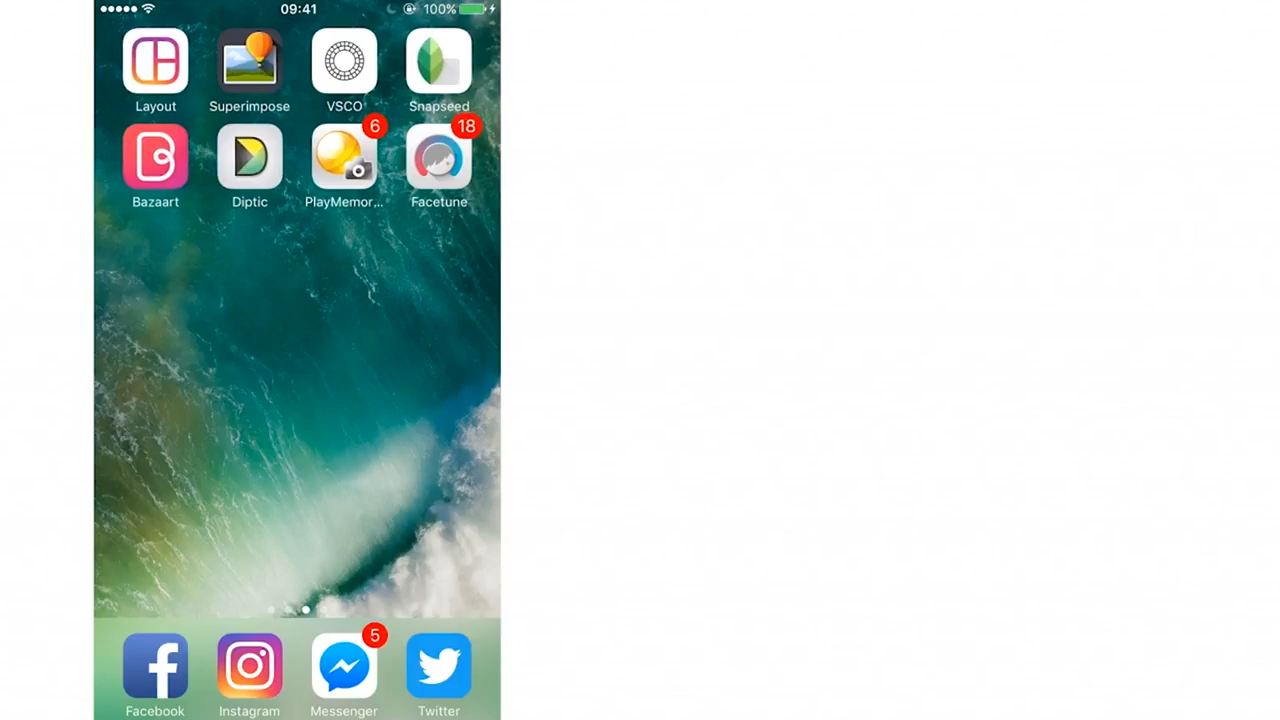 09:41 100%
Layout Superimpose VSCO Snapseed
6 18
Bazaart Diptic PlayMemor... Facetune
5
Facebook Instagram Messenger Twitter